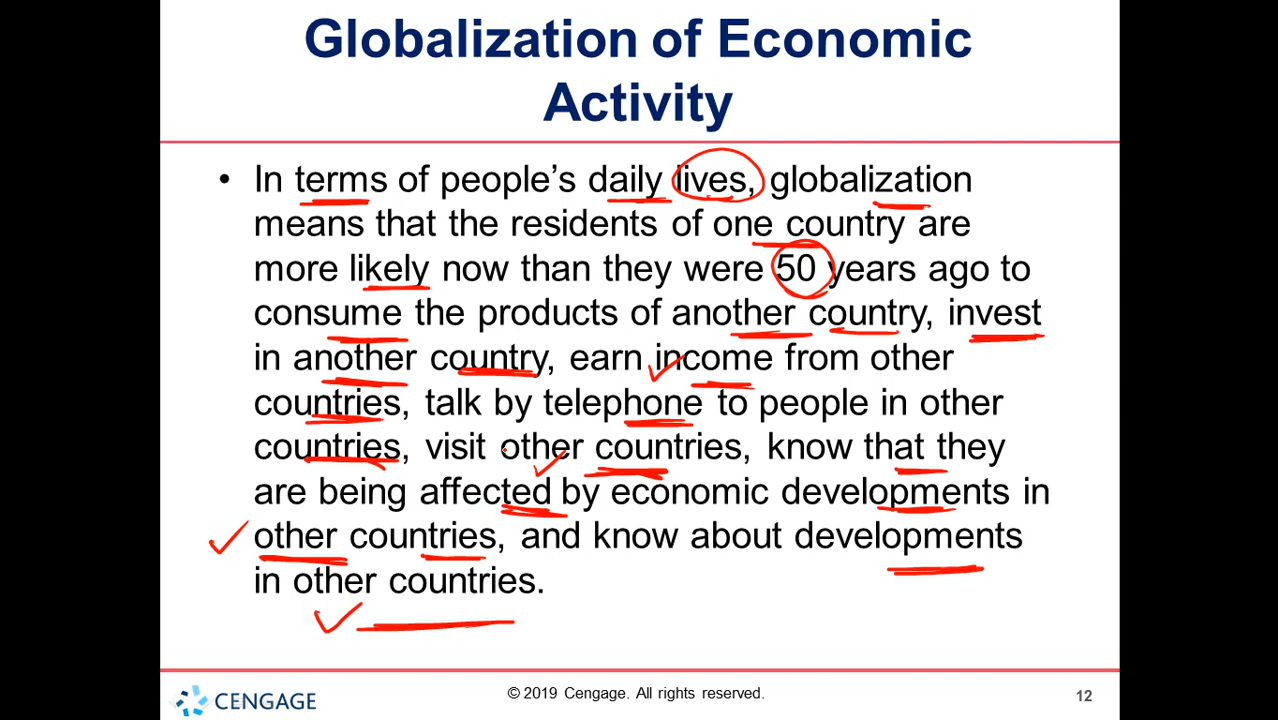 Globalization of Economic
Activity
• In terms of people's daily lives, globalization
means that the residents of one country are
more likely now than they were 50 years ago to
consume the products of another country, invest
in another country, earn income from other
countries, talk by telephone to people in other
countries, visit other countries, know that they
are being affected by economic developments in
other countries, and know about developments
in other countries.
CENGAGE
© 2019 Cengage. All rights reserved.
12